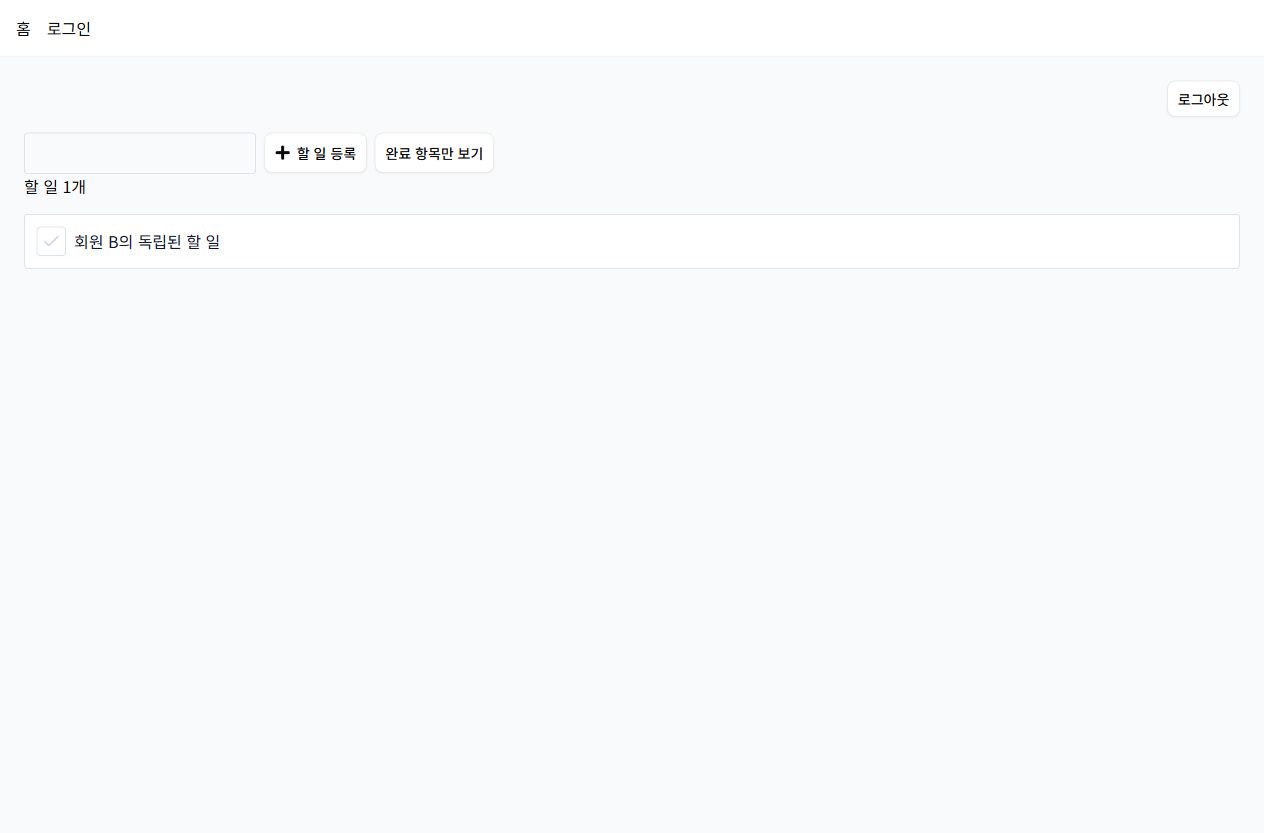 홈 로그인
로그아웃
할 일 등록 완료 항목만 보기
할 일 1개
회원 B의 독립된 할 일